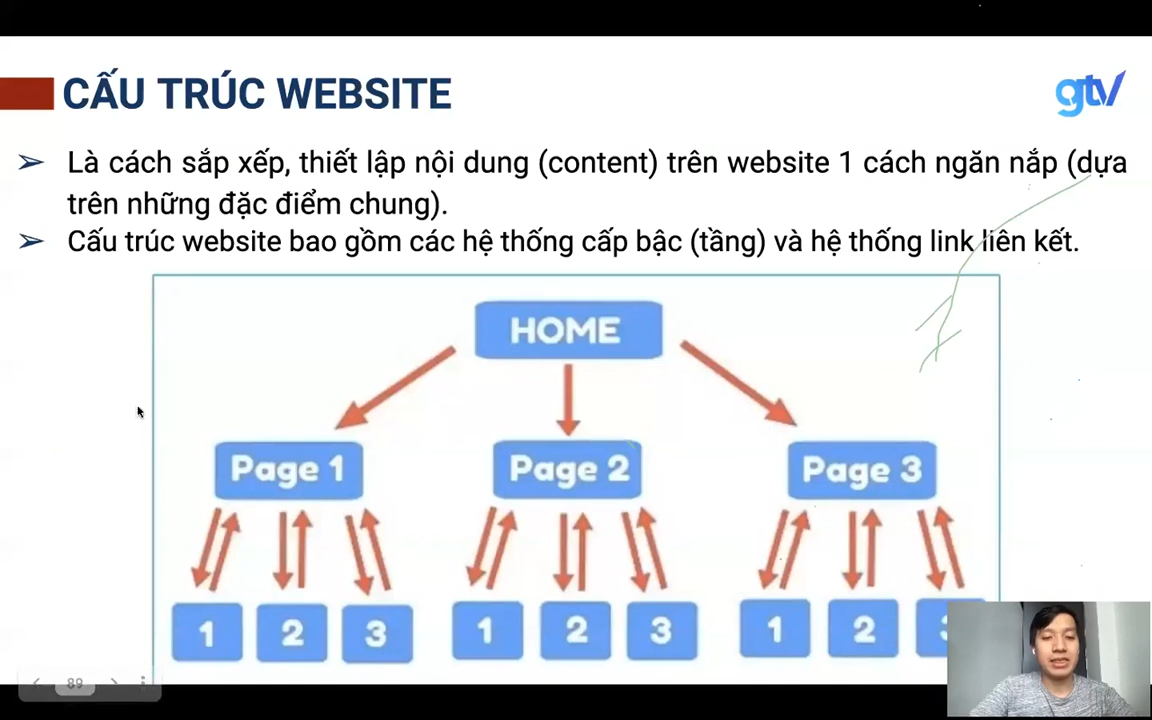 CẤU TRÚC WEBSITE
gtv
➢ Là cách sắp xếp, thiết lập nội dung (content) trên website 1 cách ngăn nắp (dựa
trên những đặc điểm chung).
➢ Cấu trúc website bao gồm các hệ thống cấp bậc (tầng) và hệ thống link liên kết.
HOME
Page 1 Page 2 Page 3
1 2 3 1 2 3 1 2 3
89